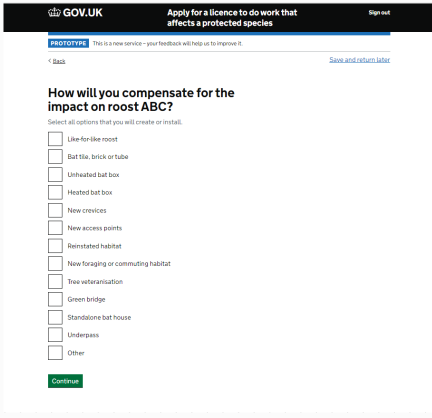 GOV.UK
Apply for a licence to do work that
affects a protected species
Sign out
PROTOTYPE This is a new service – your feedback will help us to improve it.
Back
Save and return later
How will you compensate for the
impact on roost ABC?
Select all options that you will create or install.
Like-for-like roost
Bat tile, brick or tube
Unheated bat box
Heated bat box
New crevices
New access points
Reinstated habitat
New foraging or commuting habitat
Tree veteranisation
Green bridge
Standalone bat house
Underpass
Other
Continue